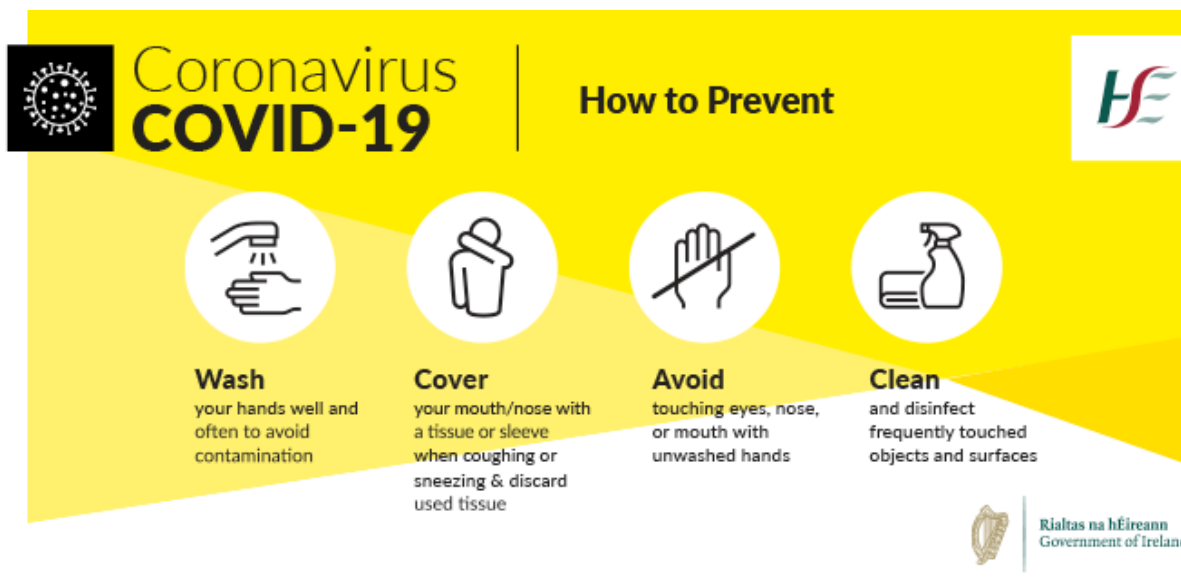 Coronavirus
COVID-19
How to Prevent
HSE
Wash
your hands well and
often to avoid
contamination
Cover
your mouth/nose with
a tissue or sleeve
when coughing or
sneezing & discard
used tissue
Avoid
touching eyes, nose,
or mouth with
unwashed hands
Clean
and disinfect
frequently touched
objects and surfaces
Rialtas na hÉireann
Government of Irelan